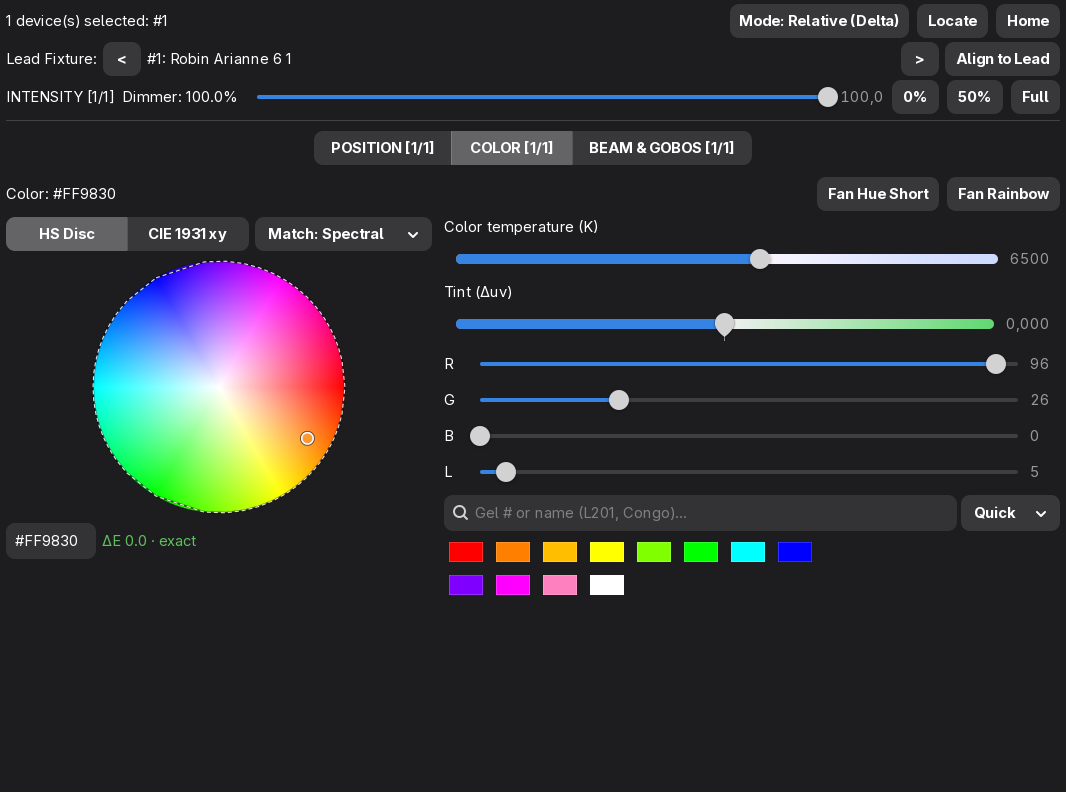 1 device(s) selected: #1 Mode: Relative (Delta) Locate Home
Lead Fixture: < #1: Robin Arianne 6 1 > Align to Lead
INTENSITY [1/1] Dimmer: 100.0% 100,0 0% 50% Full
POSITION [1/1] COLOR [1/1] BEAM & GOBOS [1/1]
Color: #FF9830 Fan Hue Short Fan Rainbow
HS Disc CIE 1931 xy Match: Spectral
Color temperature (K)
6500
Tint (Δuv)
0,000
R 96
G 26
B 0
L 5
Gel # or name (L201, Congo)... Quick
#FF9830 ΔE 0.0 · exact